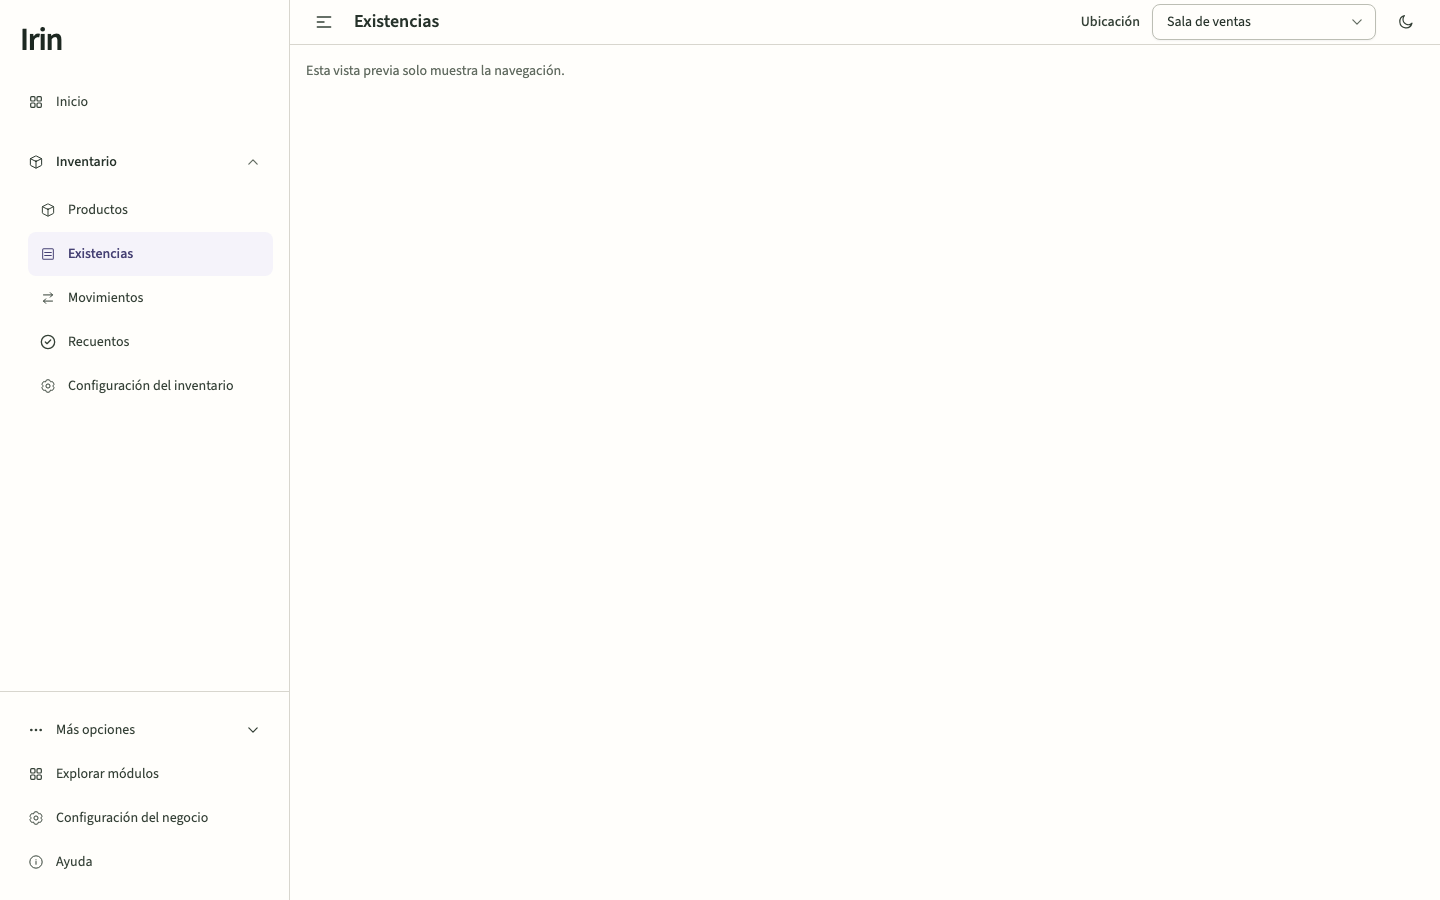 Irin
Inicio
Inventario
Productos
Existencias
Movimientos
Recuentos
Configuración del inventario
Más opciones
Explorar módulos
Configuración del negocio
Ayuda
Existencias
Ubicación
Sala de ventas
Esta vista previa solo muestra la navegación.